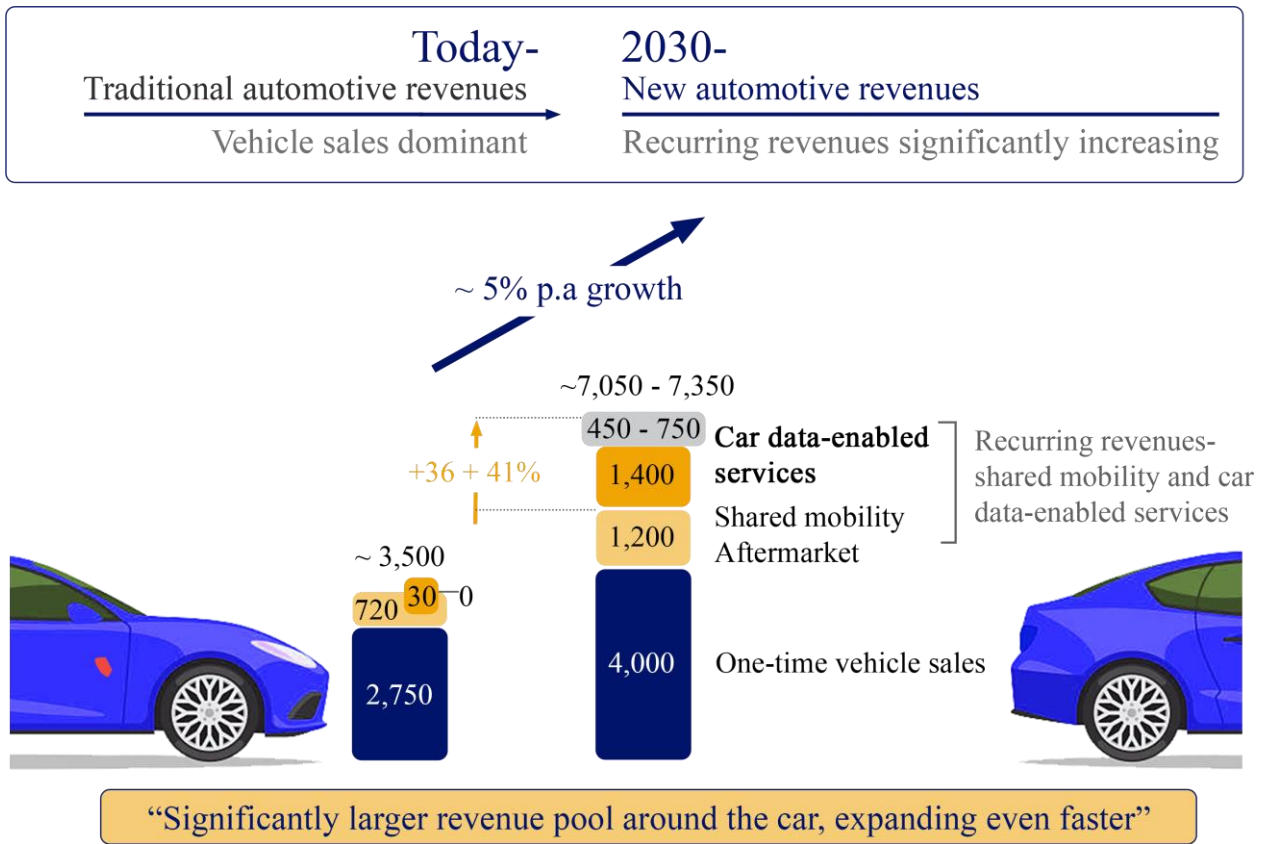 Today-
Traditional automotive revenues
Vehicle sales dominant
2030-
New automotive revenues
Recurring revenues significantly increasing
~ 5% p.a growth
~7,050 - 7,350
450 - 750
1,400
1,200
4,000
+36 + 41%
Car data-enabled
services
Shared mobility
Aftermarket
One-time vehicle sales
Recurring revenues-
shared mobility and car
data-enabled services
~ 3,500
720
30
0
2,750
“Significantly larger revenue pool around the car, expanding even faster”